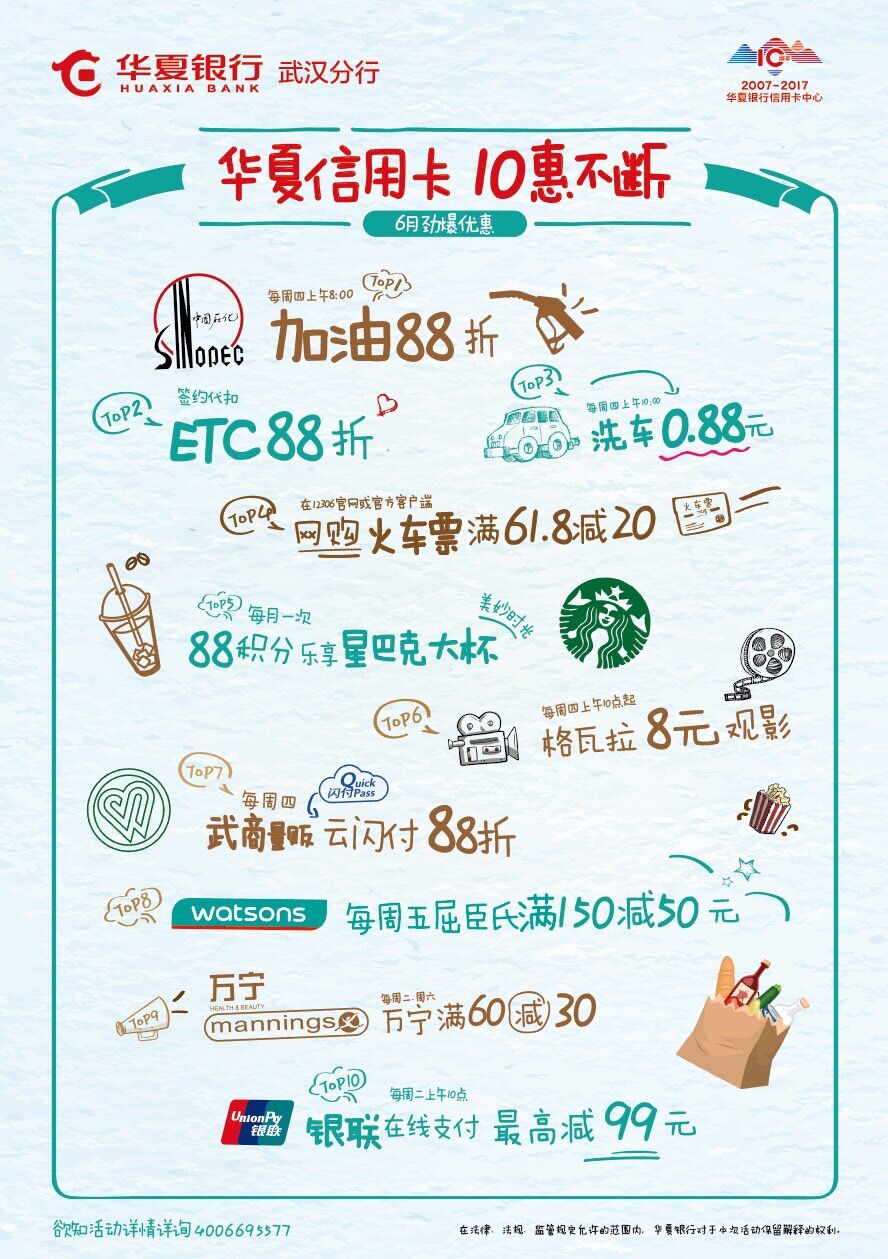 华夏银行 武汉分行
HUAXIA BANK
10周年
2007-2017
华夏银行信用卡中心
华夏信用卡 10惠不断
6月劲爆优惠
中国石化
SINOPEC
每周四上午8:00 TOP1
加油88折
TOP2 签约代扣
ETC88折
TOP3 每周四上午10:00
洗车0.88元
TOP4 在12306官网或官方客户端
网购火车票满61.8减20
火车票
TOP5 每月一次
88积分乐享星巴克大杯
美妙时光
TOP6 每周四上午10点起
格瓦拉8元观影
TOP7
每周四
Quick
闪付Pass
武商量贩云闪付88折
TOP8 watsons 每周五屈臣氏满150减50元
万宁
HEALTH & BEAUTY
mannings
TOP9
每周二、周六
万宁满60减30
TOP10 每周二上午10点
UnionPay
银联
银联在线支付 最高减99元
欲知活动详情详询4006695577
在法律、法规、监管规定允许的范围内，华夏银行对于本次活动保留解释的权利。